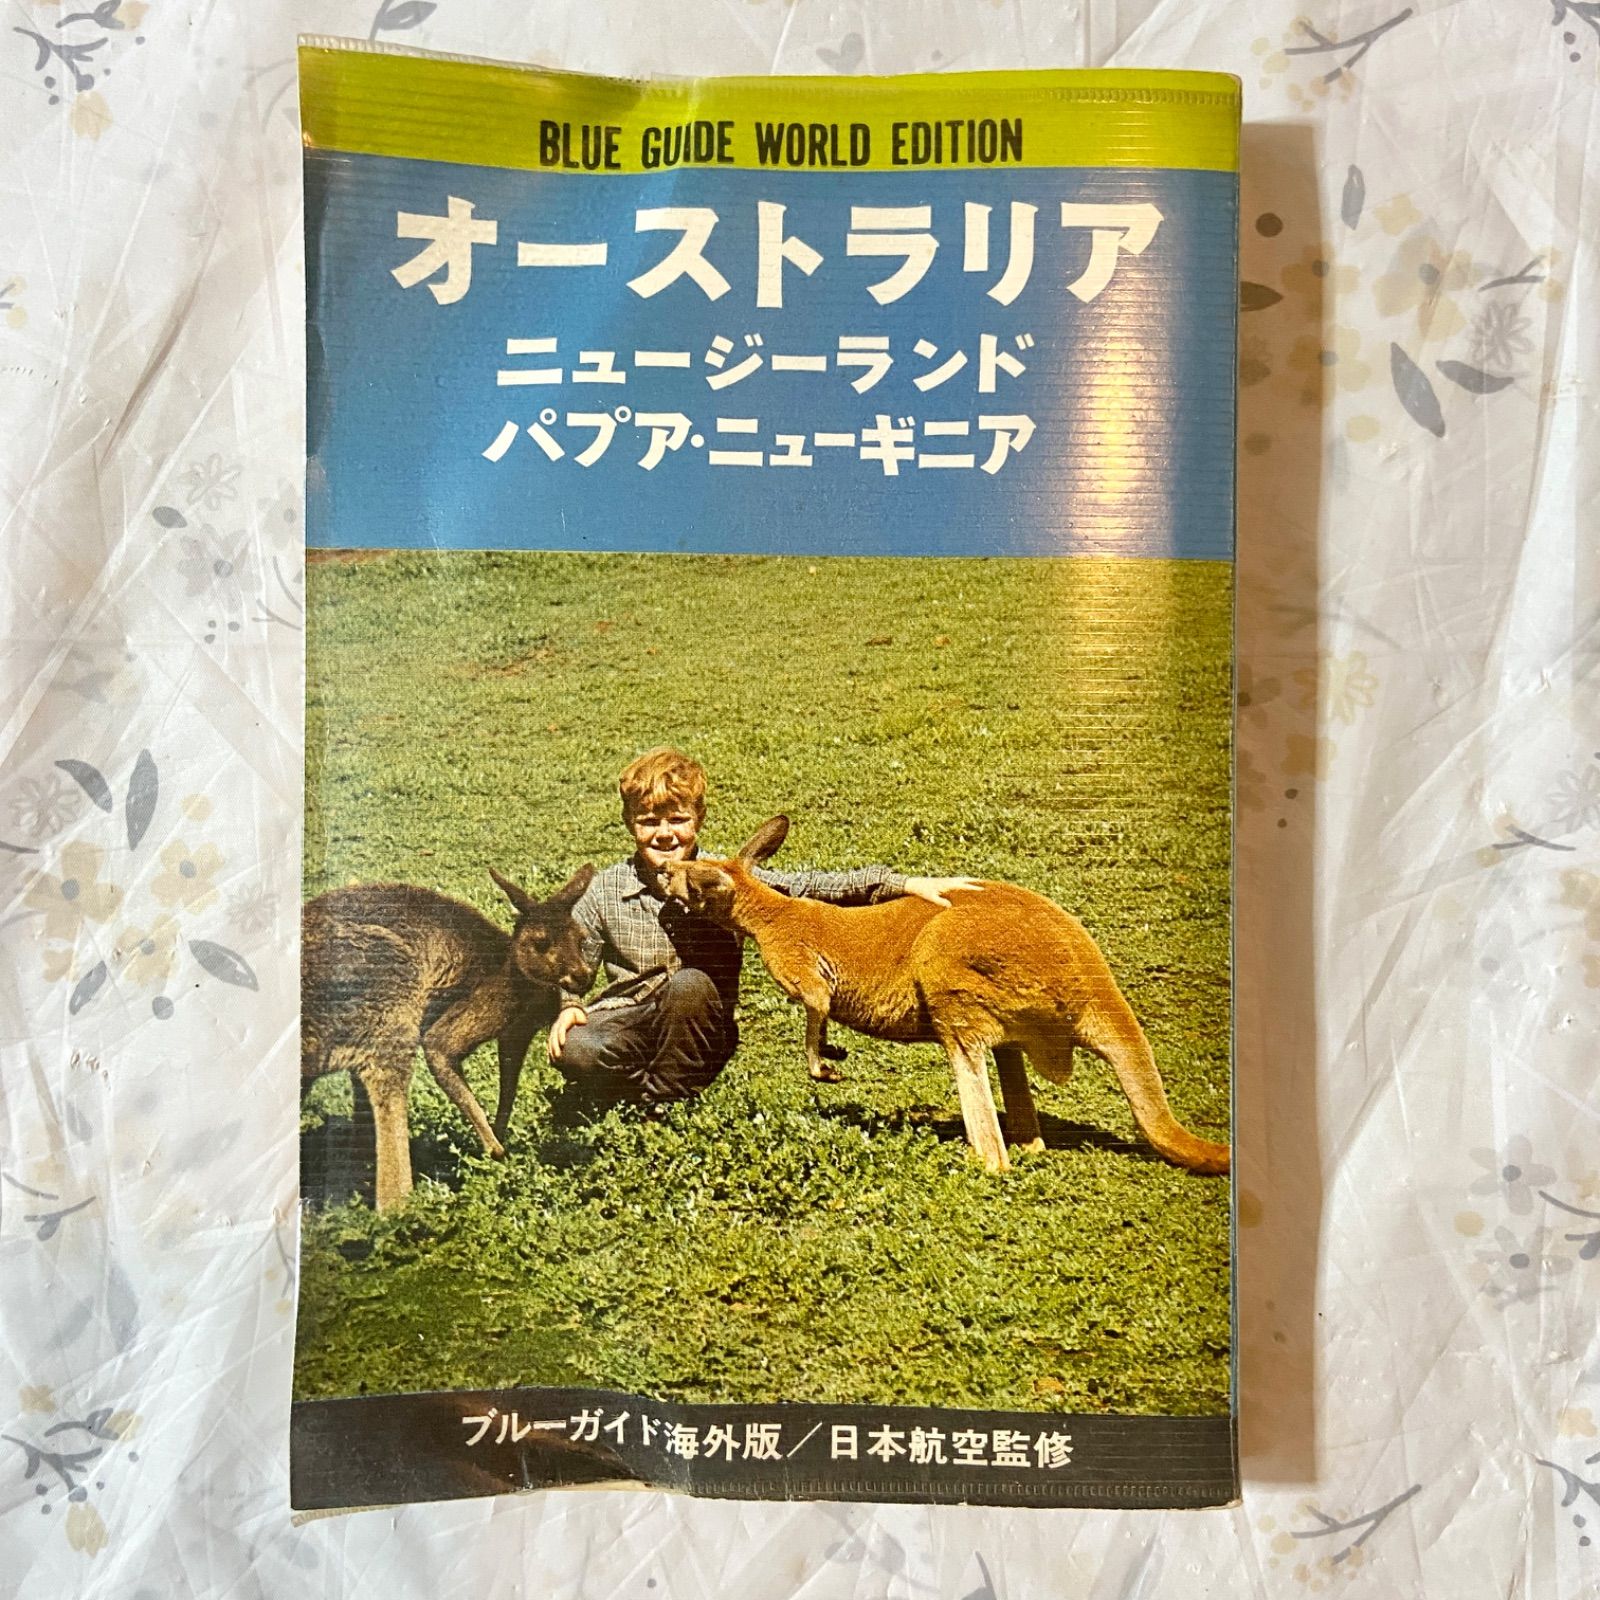 BLUE GUIDE WORLD EDITION
オーストラリア
ニュージーランド
パプア・ニューギニア
ブルーガイド海外版／日本航空監修